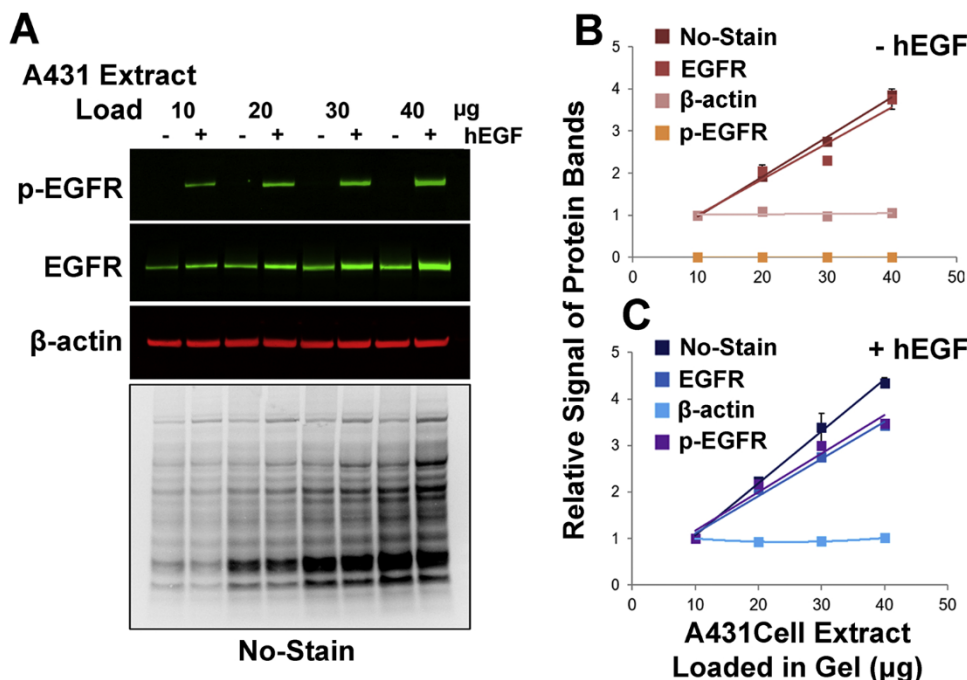 A
A431 Extract
Load 10 20 30 40 µg
- + - + - + - + hEGF
p-EGFR
EGFR
β-actin
No-Stain
Relative Signal of Protein Bands
B
No-Stain
EGFR
β-actin
p-EGFR
- hEGF
5
4
3
2
1
0
0 10 20 30 40 50
C
No-Stain
EGFR
β-actin
p-EGFR
+ hEGF
5
4
3
2
1
0
0 10 20 30 40 50
A431Cell Extract
Loaded in Gel (µg)